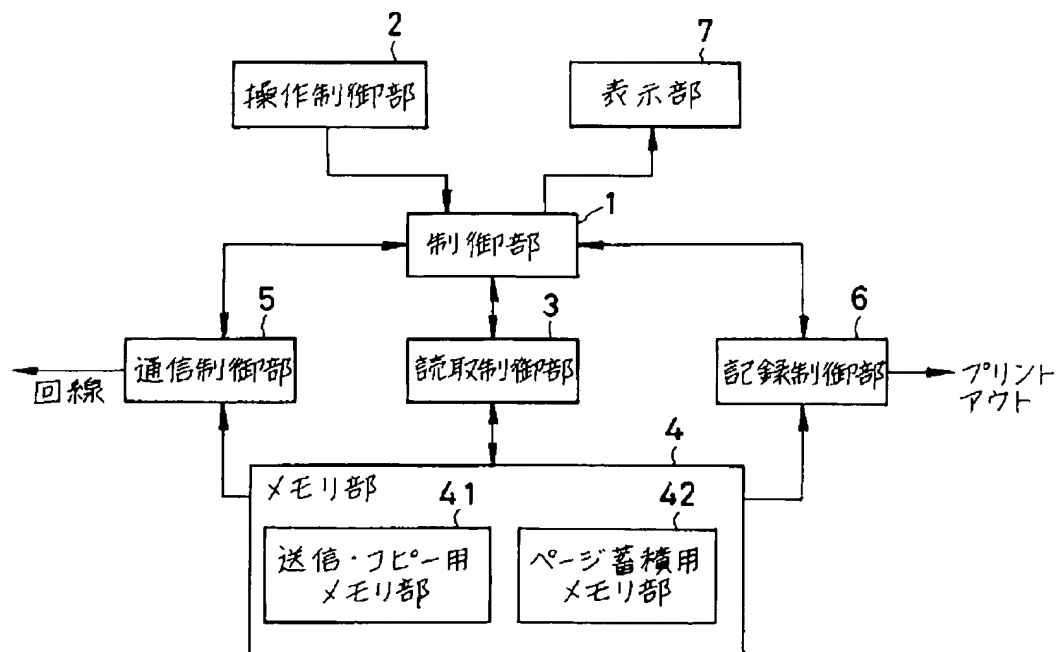 2
操作制御部
7
表示部
1
制御部
5
通信制御部
3
読取制御部
6
記録制御部
回線
プリント
アウト
4
メモリ部
41
送信・コピー用
メモリ部
42
ページ蓄積用
メモリ部